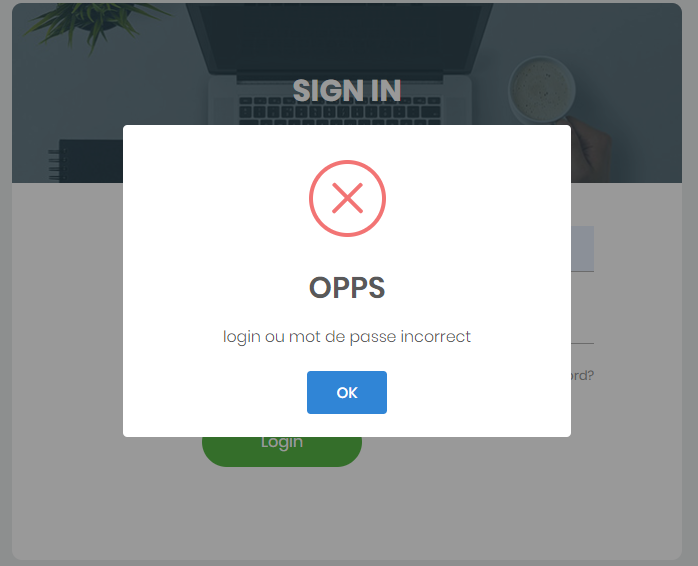 SIGN IN
OPPS
login ou mot de passe incorrect
OK
Login